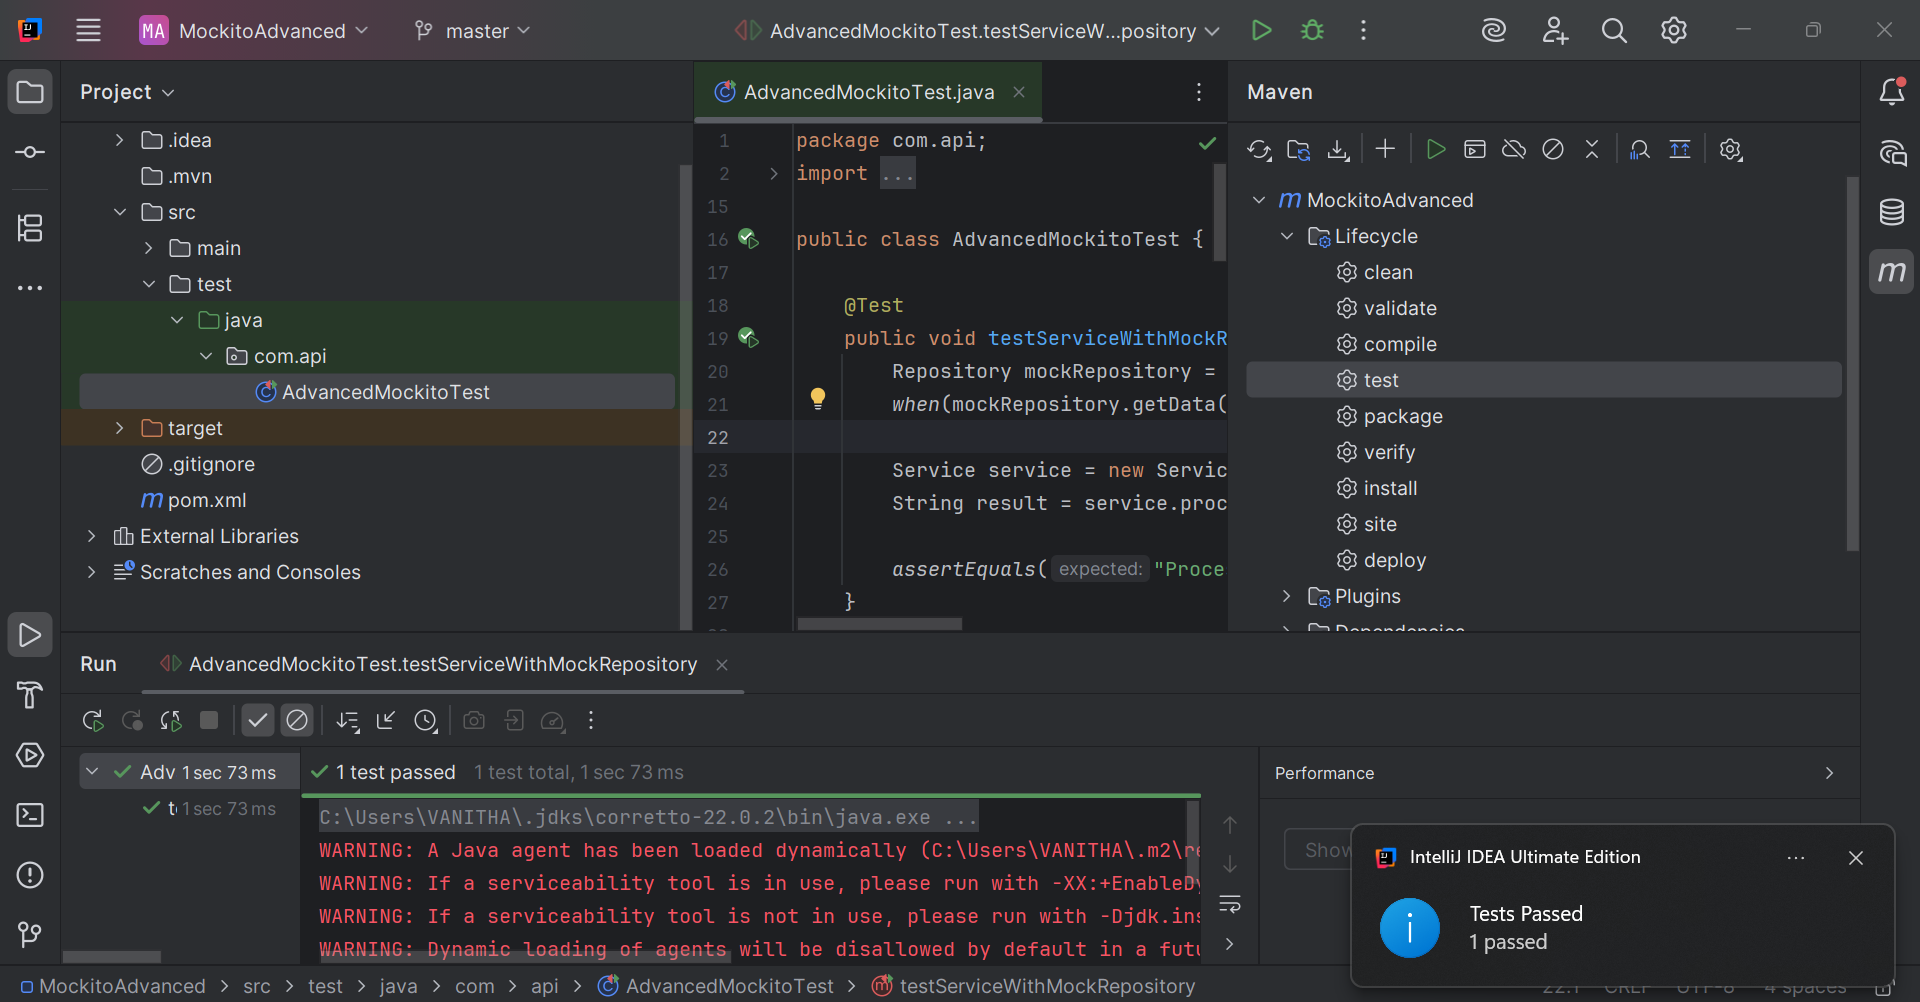 MA MockitoAdvanced master AdvancedMockitoTest.testServiceW...pository
Project
.idea
.mvn
src
main
test
java
com.api
AdvancedMockitoTest
target
.gitignore
m pom.xml
External Libraries
Scratches and Consoles
AdvancedMockitoTest.java
1 package com.api;
2 import ...
15
16 public class AdvancedMockitoTest {
17
18 @Test
19 public void testServiceWithMockR
20 Repository mockRepository =
21 when(mockRepository.getData(
22
23 Service service = new Servic
24 String result = service.proc
25
26 assertEquals( expected: "Proce
27 }
Maven
m MockitoAdvanced
Lifecycle
clean
validate
compile
test
package
verify
install
site
deploy
Plugins
Dependencies
m
Run AdvancedMockitoTest.testServiceWithMockRepository
Adv 1 sec 73 ms
1 sec 73 ms
1 test passed 1 test total, 1 sec 73 ms
C:\Users\VANITHA\.jdks\corretto-22.0.2\bin\java.exe ...
WARNING: A Java agent has been loaded dynamically (C:\Users\VANITHA\.m2\re
WARNING: If a serviceability tool is in use, please run with -XX:+EnableDy
WARNING: If a serviceability tool is not in use, please run with -Djdk.ins
WARNING: Dynamic loading of agents will be disallowed by default in a futu
Performance
Show
IntelliJ IDEA Ultimate Edition
Tests Passed
1 passed
MockitoAdvanced > src > test > java > com > api > AdvancedMockitoTest > testServiceWithMockRepository
22:1 CRLF UTF-8 4 spaces